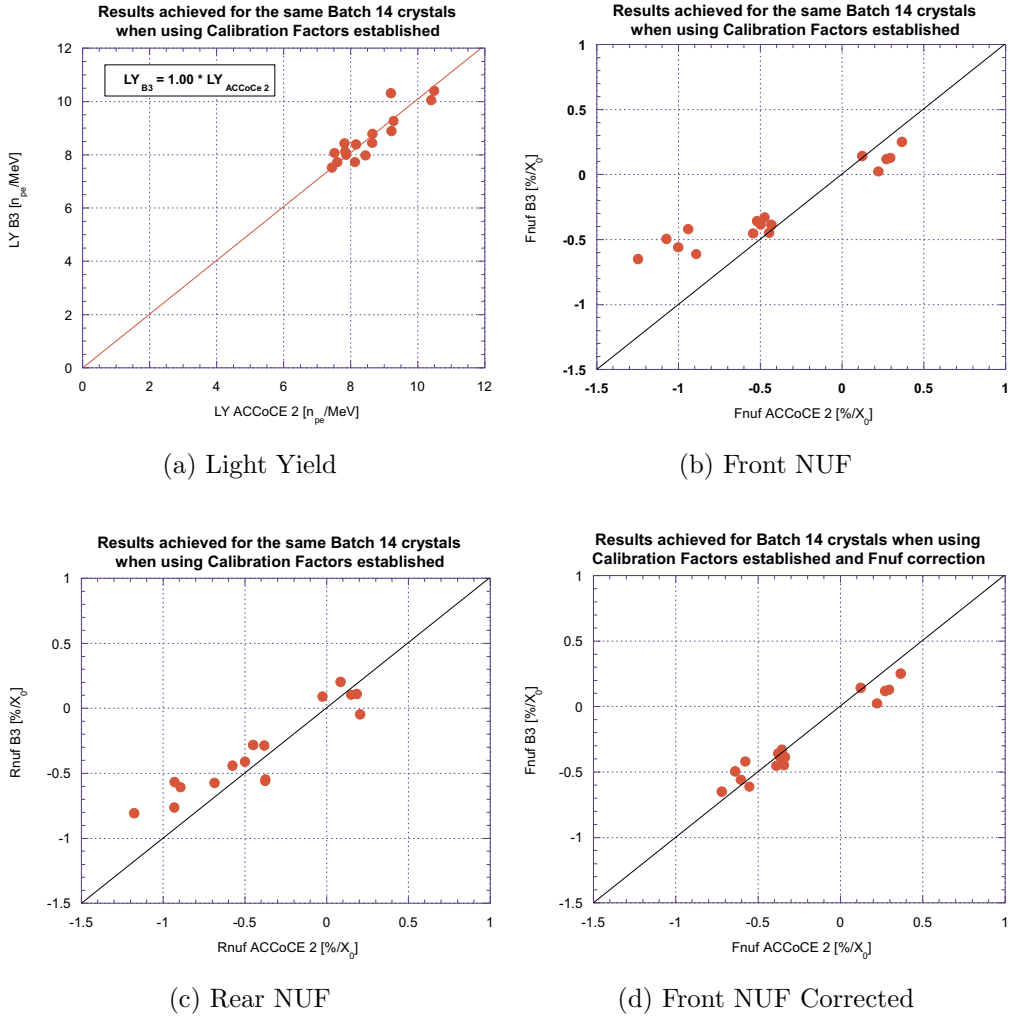 Results achieved for the same Batch 14 crystals
when using Calibration Factors established
12
10
8
6
4
2
0
LY B3 [n_pe/MeV]
LY_B3 = 1.00 * LY_ACCoCe 2
0 2 4 6 8 10 12
LY ACCoCE 2 [n_pe/MeV]
(a) Light Yield
Results achieved for the same Batch 14 crystals
when using Calibration Factors established
1
0.5
0
-0.5
-1
-1.5
Fnuf B3 [%/X_0]
-1.5 -1 -0.5 0 0.5 1
Fnuf ACCoCE 2 [%/X_0]
(b) Front NUF
Results achieved for the same Batch 14 crystals
when using Calibration Factors established
1
0.5
0
-0.5
-1
-1.5
Rnuf B3 [%/X_0]
-1.5 -1 -0.5 0 0.5 1
Rnuf ACCoCE 2 [%/X_0]
(c) Rear NUF
Results achieved for Batch 14 crystals when using
Calibration Factors established and Fnuf correction
1
0.5
0
-0.5
-1
-1.5
Fnuf B3 [%/X_0]
-1.5 -1 -0.5 0 0.5 1
Fnuf ACCoCE 2 [%/X_0]
(d) Front NUF Corrected